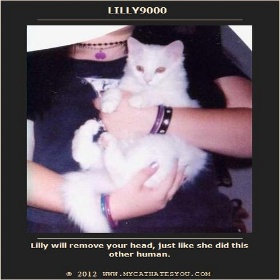 LILLY9000
Lilly will remove your head, just like she did this
other human.
© 2012 WWW.MYCATHATESYOU.COM